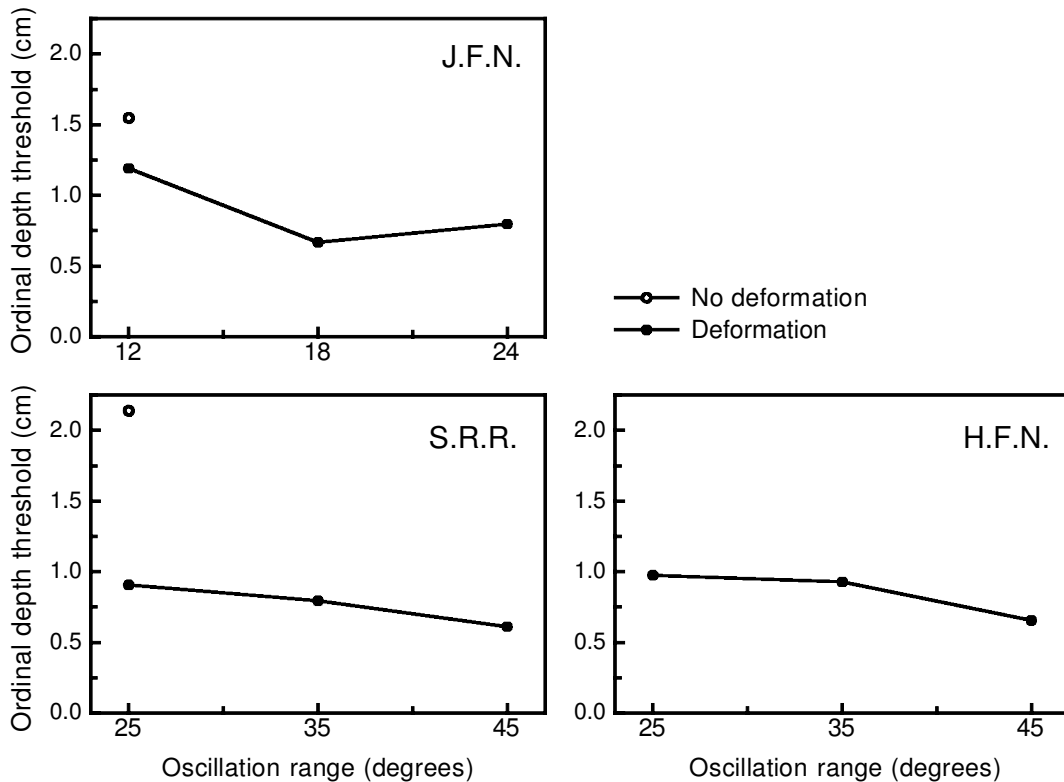 Ordinal depth threshold (cm)
2.0
1.5
1.0
0.5
0.0
J.F.N.
12
18
24
No deformation
Deformation
Ordinal depth threshold (cm)
2.0
1.5
1.0
0.5
0.0
S.R.R.
25
35
45
Oscillation range (degrees)
2.0
1.5
1.0
0.5
0.0
H.F.N.
25
35
45
Oscillation range (degrees)